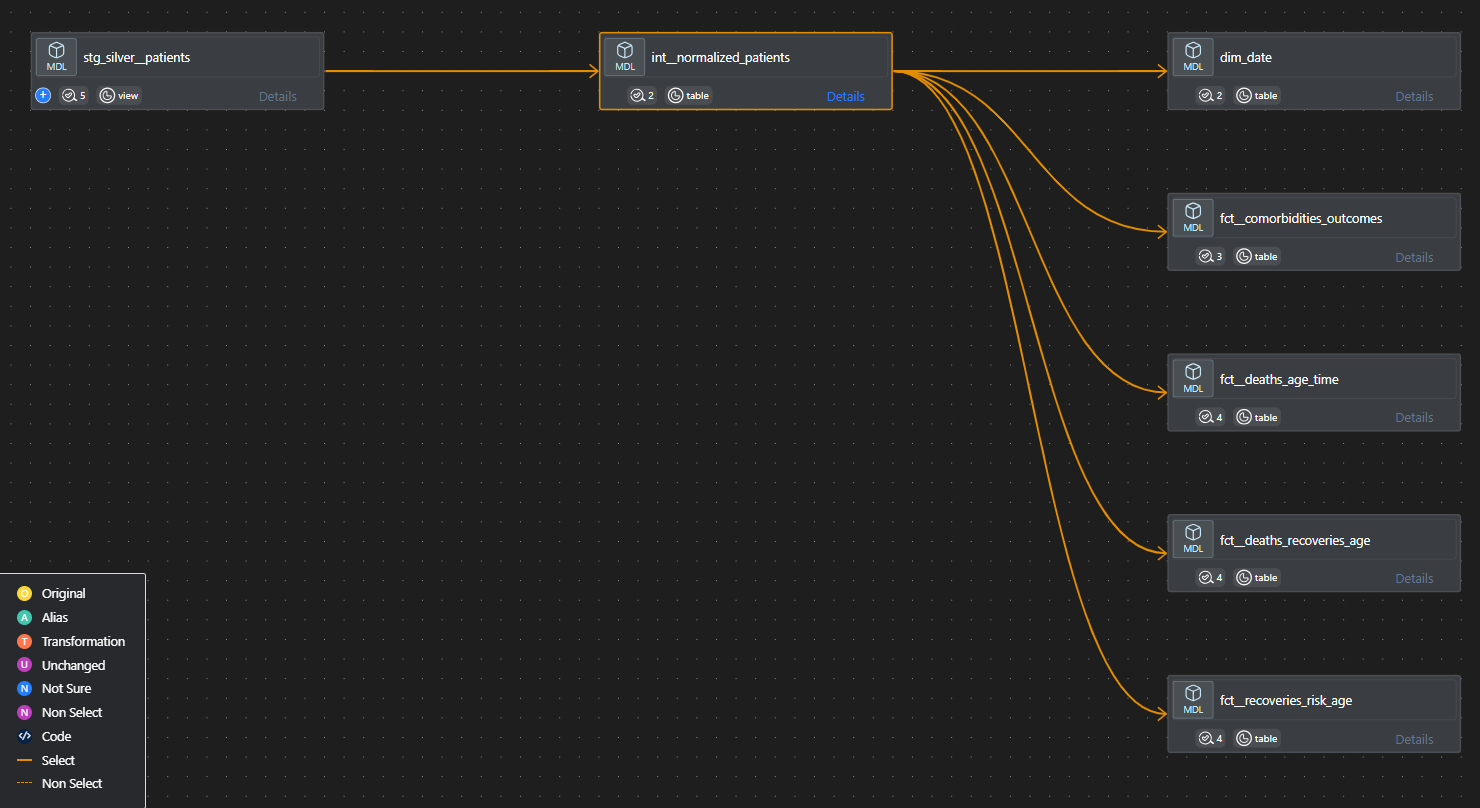 stg_silver__patients
MDL
+
5
view
Details
int__normalized_patients
MDL
2
table
Details
dim_date
MDL
2
table
Details
fct__comorbidities_outcomes
MDL
3
table
Details
fct__deaths_age_time
MDL
4
table
Details
fct__deaths_recoveries_age
MDL
4
table
Details
fct__recoveries_risk_age
MDL
4
table
Details
O Original
A Alias
T Transformation
U Unchanged
N Not Sure
N Non Select
</> Code
Select
Non Select